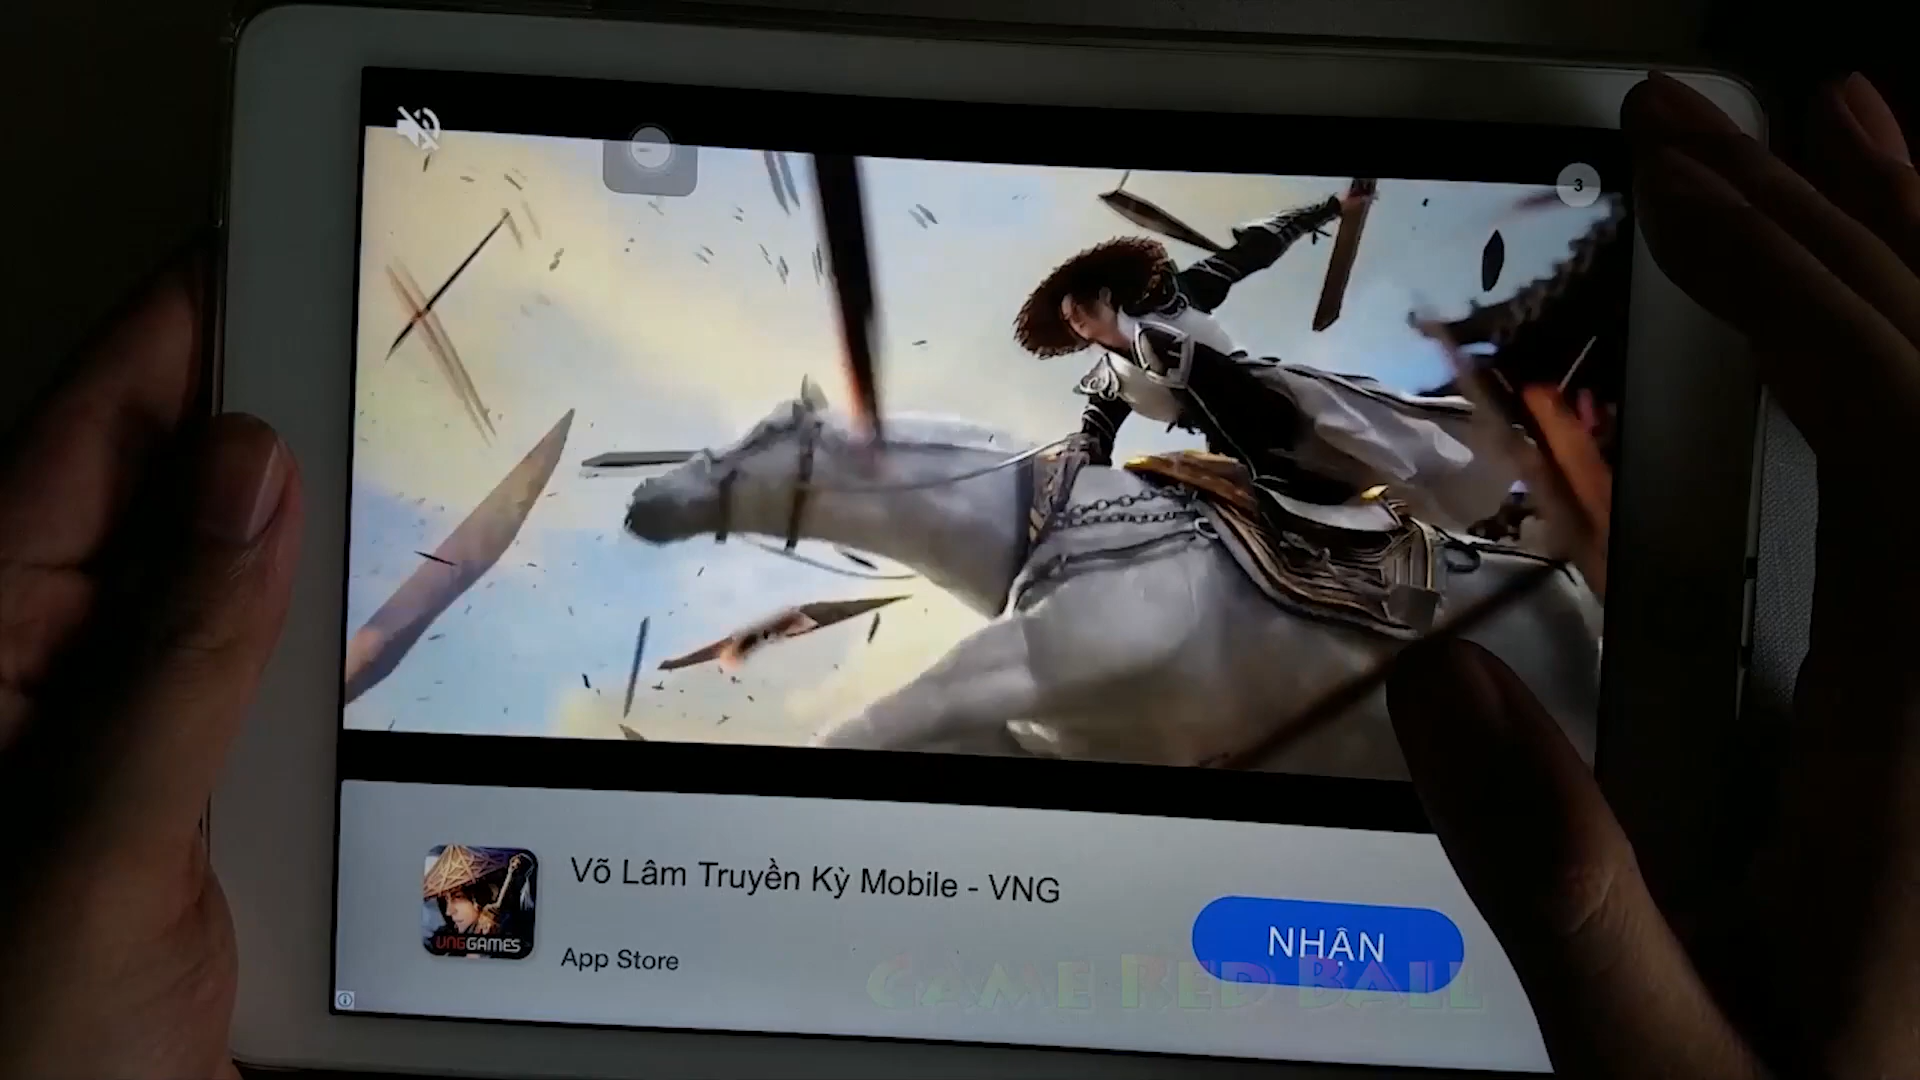 3
Võ Lâm Truyền Kỳ Mobile - VNG
VNGGAMES
App Store
NHẬN
GAME RED BALL